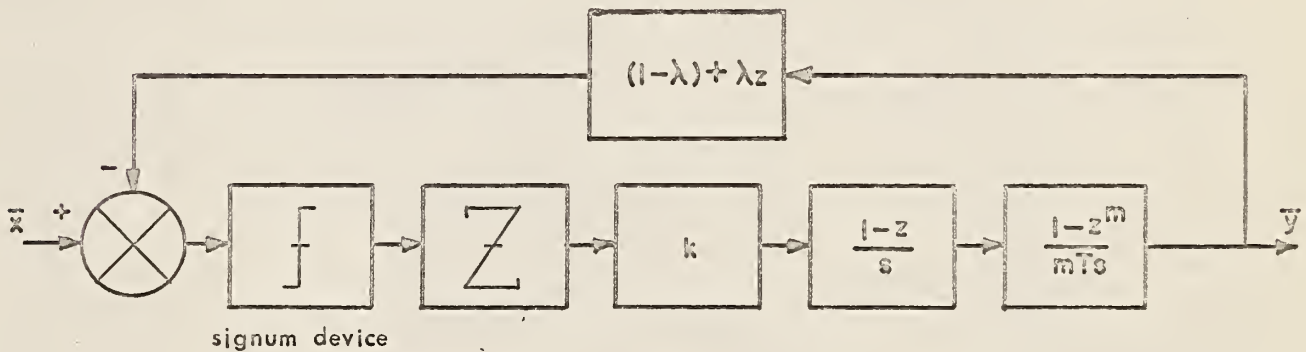 (1-λ)+λz
-
x̄ +
k
1-z
s
1-z^m
mTs
ȳ
signum device